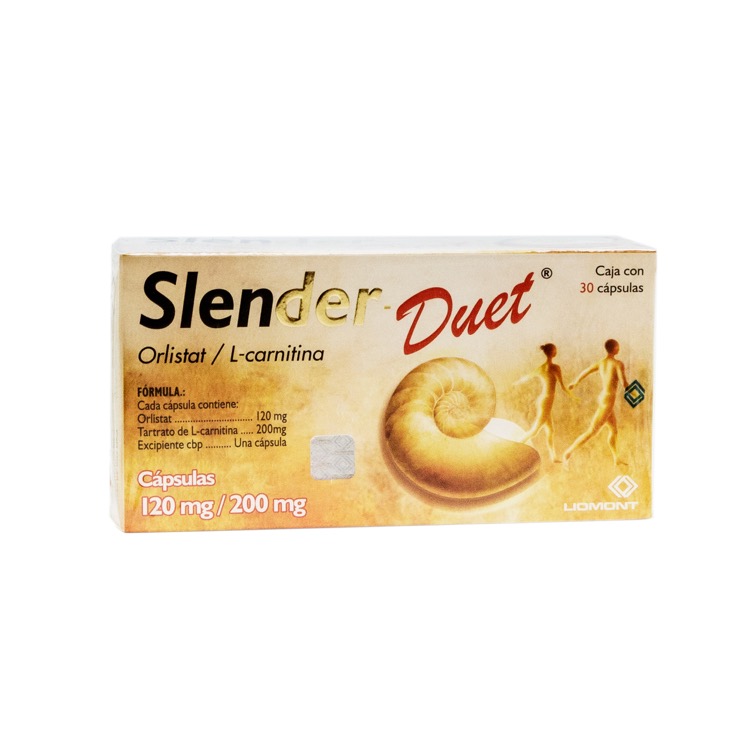 Slender-Duet®
Caja con
30 cápsulas
Orlistat / L-carnitina
FÓRMULA.:
Cada cápsula contiene:
Orlistat ............................ 120 mg
Tartrato de L-carnitina ..... 200mg
Excipiente cbp .......... Una cápsula
Cápsulas
120 mg/200 mg
LIOMONT